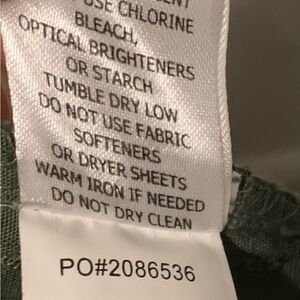 USE CHLORINE
BLEACH,
OPTICAL BRIGHTENERS
OR STARCH
TUMBLE DRY LOW
DO NOT USE FABRIC
SOFTENERS
OR DRYER SHEETS
WARM IRON IF NEEDED
DO NOT DRY CLEAN
PO#2086536